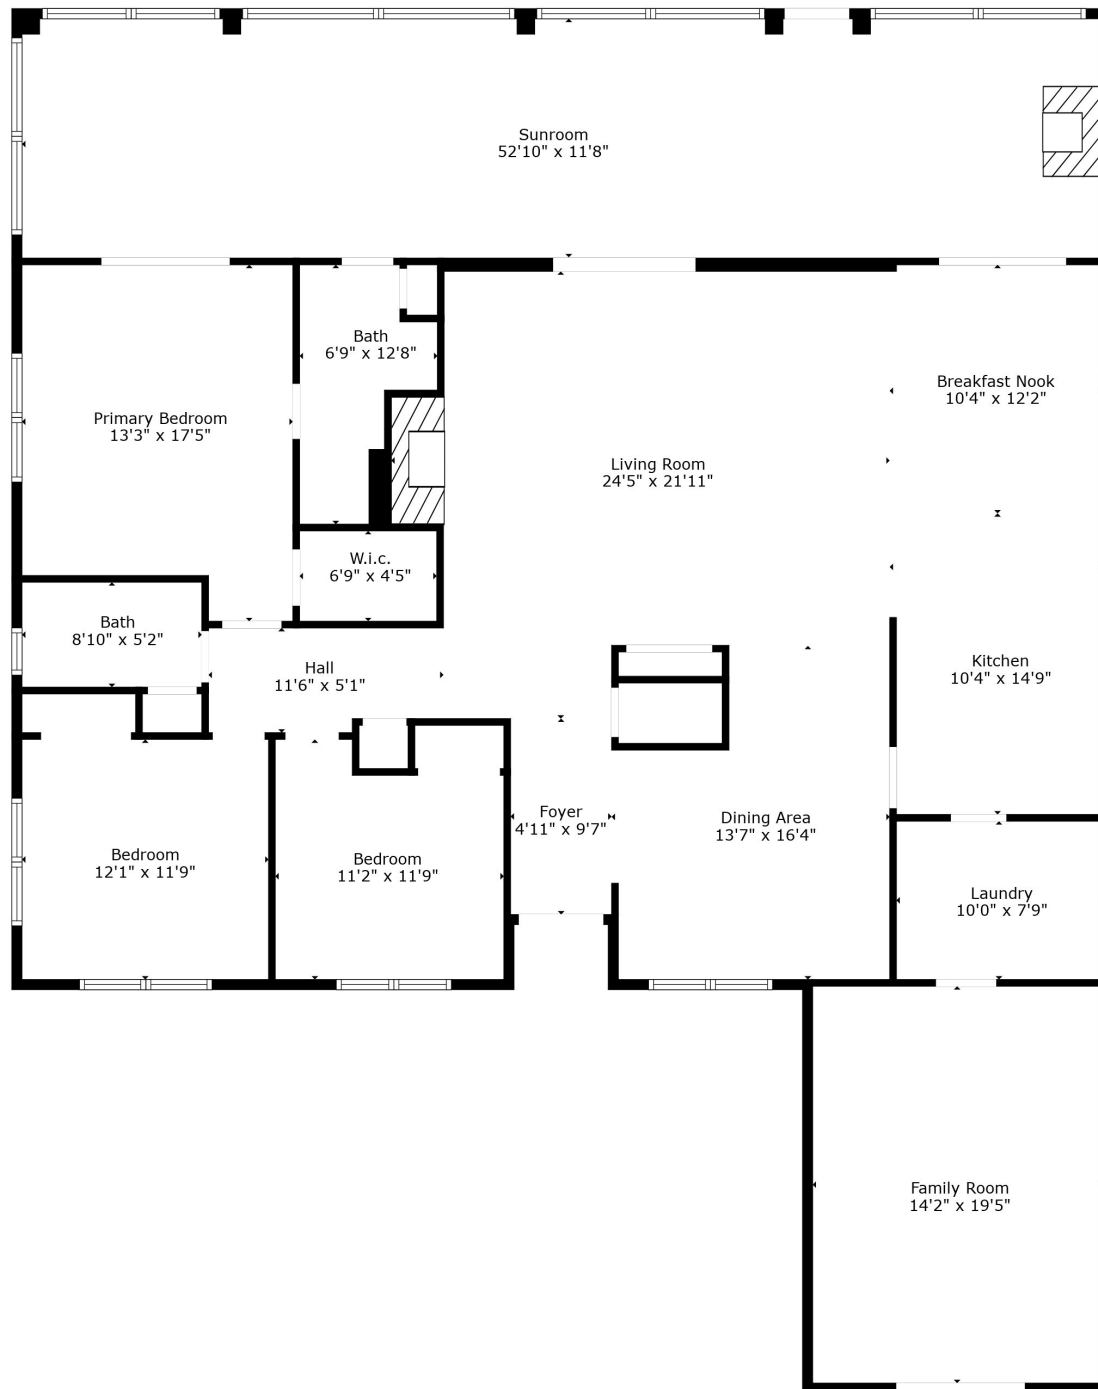 Sunroom
52'10" x 11'8"
Bath
6'9" x 12'8"
Breakfast Nook
10'4" x 12'2"
Primary Bedroom
13'3" x 17'5"
Living Room
24'5" x 21'11"
W.i.c.
6'9" x 4'5"
Bath
8'10" x 5'2"
Hall
11'6" x 5'1"
Kitchen
10'4" x 14'9"
Foyer
4'11" x 9'7"
Dining Area
13'7" x 16'4"
Bedroom
12'1" x 11'9"
Bedroom
11'2" x 11'9"
Laundry
10'0" x 7'9"
Family Room
14'2" x 19'5"